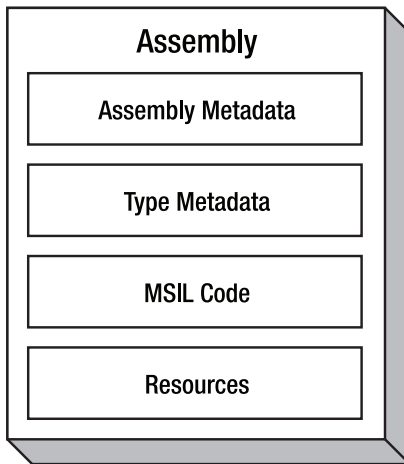 Assembly
Assembly Metadata
Type Metadata
MSIL Code
Resources